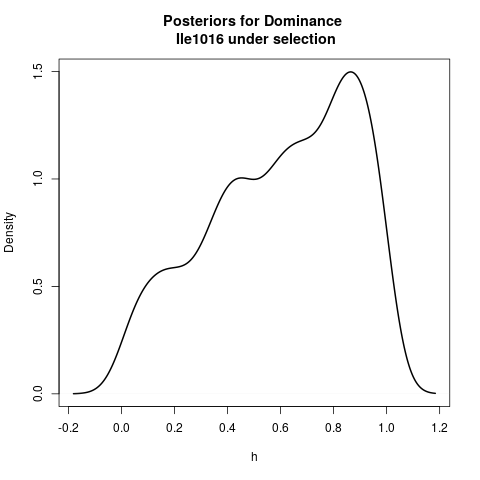 Posteriors for Dominance
Ile1016 under selection
Density
1.5
1.0
0.5
0.0
-0.2 0.0 0.2 0.4 0.6 0.8 1.0 1.2
h